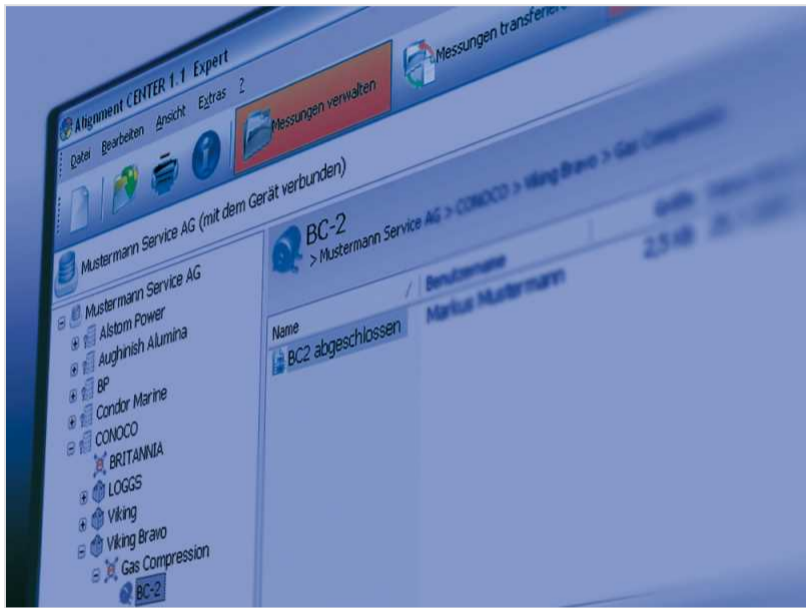 Alignment CENTER 1.1 Expert
Datei Bearbeiten Ansicht Extras ?
Messungen verwalten
Messungen transferiere
Mustermann Service AG (mit dem Gerät verbunden)
Mustermann Service AG
Alstom Power
Aughinish Alumina
BP
Condor Marine
CONOCO
BRITANNIA
LOGGS
Viking
Viking Bravo
Gas Compression
BC-2
BC-2
> Mustermann Service AG > CONOCO > Viking Bravo > Gas Compression
Name / Benutzername Größe
BC2 abgeschlossen Markus Mustermann 2,5 KB